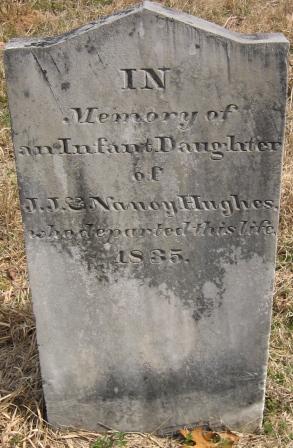 IN
Memory of
an Infant Daughter
of
J.J. & Nancy Hughes.
who departed this life
1835.